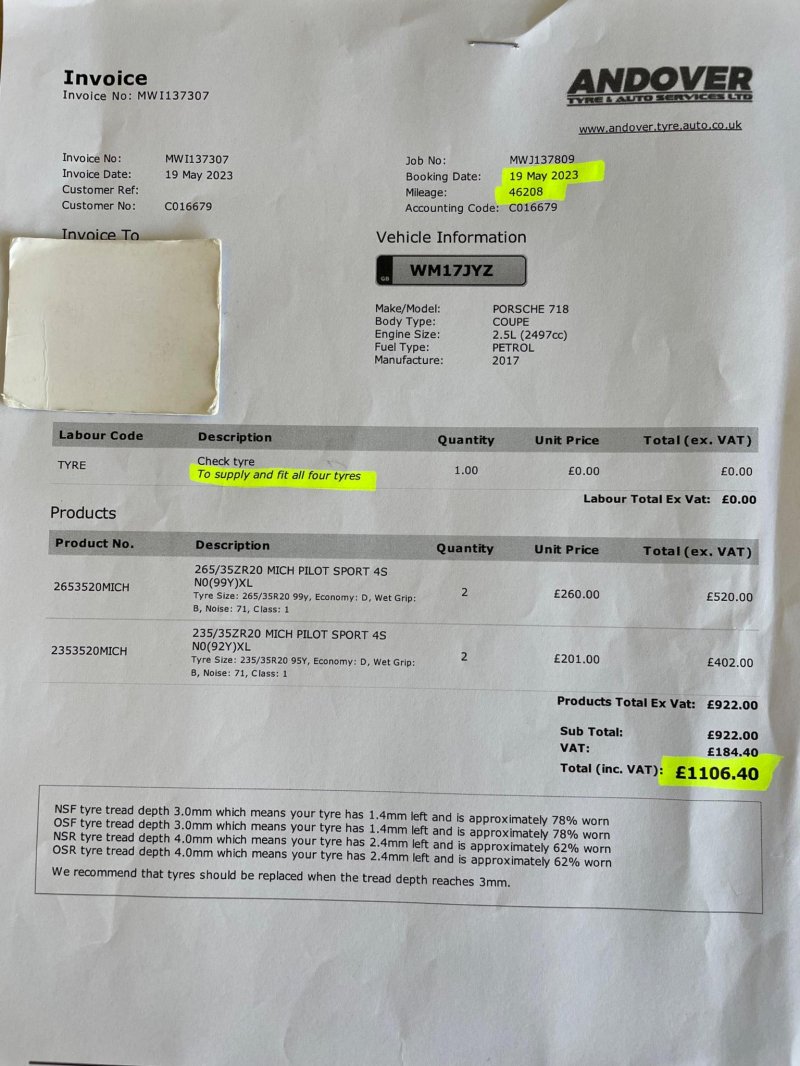 Invoice
Invoice No: MWI137307
ANDOVER
TYRE & AUTO SERVICES LTD
www.andover.tyre.auto.co.uk
Invoice No: MWI137307
Invoice Date: 19 May 2023
Customer Ref:
Customer No: C016679
Job No: MWJ137809
Booking Date: 19 May 2023
Mileage: 46208
Accounting Code: C016679
Invoice To
Vehicle Information
GB WM17JYZ
Make/Model: PORSCHE 718
Body Type: COUPE
Engine Size: 2.5L (2497cc)
Fuel Type: PETROL
Manufacture: 2017
Labour Code Description Quantity Unit Price Total (ex. VAT)
TYRE Check tyre 1.00 £0.00 £0.00
To supply and fit all four tyres
Labour Total Ex Vat: £0.00
Products
Product No. Description Quantity Unit Price Total (ex. VAT)
2653520MICH 265/35ZR20 MICH PILOT SPORT 4S 2 £260.00 £520.00
N0(99Y)XL
Tyre Size: 265/35R20 99y, Economy: D, Wet Grip:
B, Noise: 71, Class: 1
2353520MICH 235/35ZR20 MICH PILOT SPORT 4S 2 £201.00 £402.00
N0(92Y)XL
Tyre Size: 235/35R20 95Y, Economy: D, Wet Grip:
B, Noise: 71, Class: 1
Products Total Ex Vat: £922.00
Sub Total: £922.00
VAT: £184.40
Total (inc. VAT): £1106.40
NSF tyre tread depth 3.0mm which means your tyre has 1.4mm left and is approximately 78% worn
OSF tyre tread depth 3.0mm which means your tyre has 1.4mm left and is approximately 78% worn
NSR tyre tread depth 4.0mm which means your tyre has 2.4mm left and is approximately 62% worn
OSR tyre tread depth 4.0mm which means your tyre has 2.4mm left and is approximately 62% worn
We recommend that tyres should be replaced when the tread depth reaches 3mm.